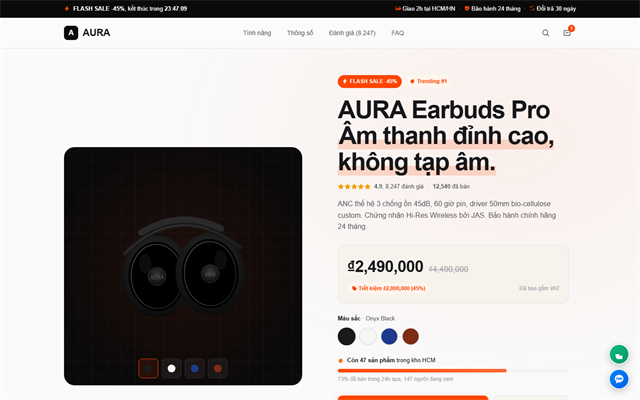 FLASH SALE -45%, kết thúc trong 23:47:09
Giao 2h tại HCM/HN · Bảo hành 24 tháng · Đổi trả 30 ngày
A AURA
Tính năng Thông số Đánh giá (8.247) FAQ
1
FLASH SALE -45%
Trending #1
AURA Earbuds Pro
Âm thanh đỉnh cao,
không tạp âm.
4.9, 8,247 đánh giá · 12,540 đã bán
ANC thế hệ 3 chống ồn 45dB, 60 giờ pin, driver 50mm bio-cellulose
custom. Chứng nhận Hi-Res Wireless bởi JAS. Bảo hành chính hãng
24 tháng.
₫2,490,000 ₫4,490,000
Tiết kiệm ₫2,000,000 (45%)
Đã bao gồm VAT
Màu sắc · Onyx Black
Còn 47 sản phẩm trong kho HCM
73% đã bán trong 24h qua, 147 người đang xem
AURA